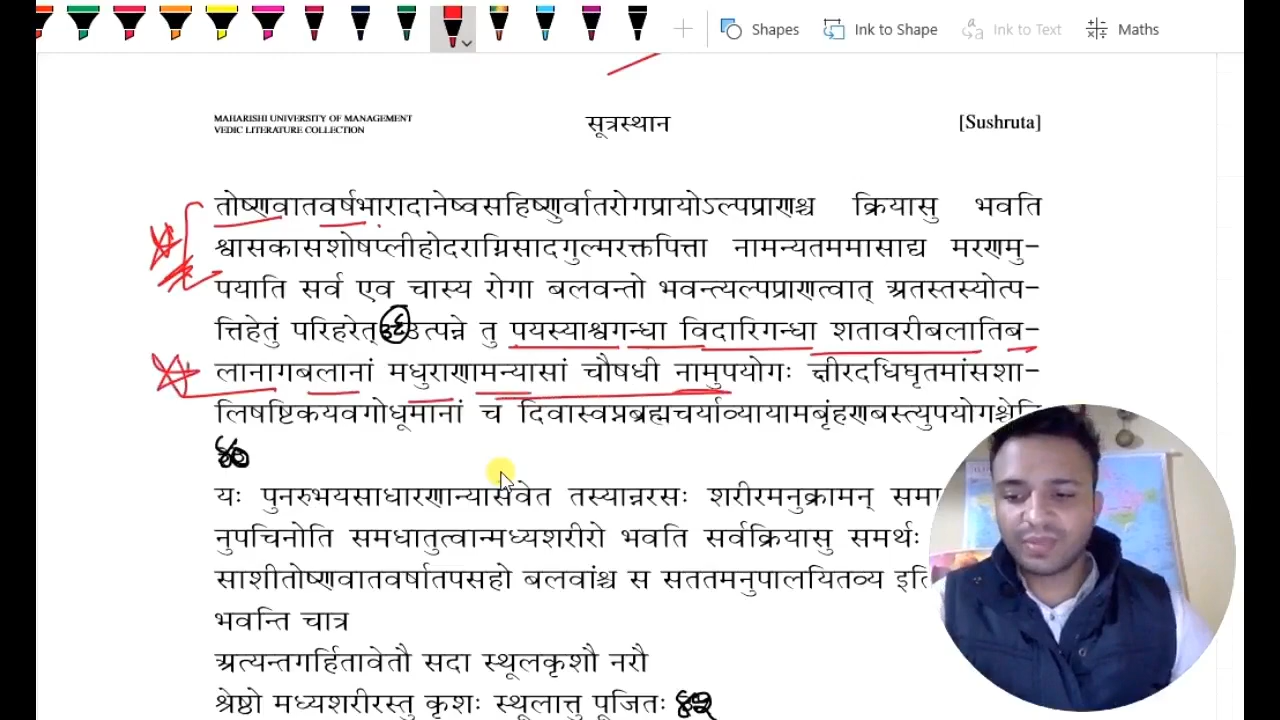 Shapes Ink to Shape Ink to Text Maths
MAHARISHI UNIVERSITY OF MANAGEMENT
VEDIC LITERATURE COLLECTION
सूत्रस्थान
[Sushruta]
तोष्णवातवर्षभारादानेष्वसहिष्णुर्वातरोगप्रायोऽल्पप्राणश्च क्रियासु भवति
श्वासकासशोषप्लीहोदराग्निसादगुल्मरक्तपित्ता नामन्यतममासाद्य मरणमु-
पयाति सर्व एव चास्य रोगा बलवन्तो भवन्त्यल्पप्राणत्वात् अतस्तस्योत्प-
त्तिहेतुं परिहरेत् उत्पन्ने तु पयस्याश्वगन्धा विदारिगन्धा शतावरीबलातिब-
लानागबलानां मधुराणामन्यासां चौषधी नामुपयोगः क्षीरदधिघृतमांसशा-
लिषष्टिकयवगोधूमानां च दिवास्वप्नब्रह्मचर्याव्यायामबृंहणबस्त्युपयोगश्चेति
४०
यः पुनरुभयसाधारणान्यासेवेत तस्यान्नरसः शरीरमनुक्रामन्
नुपचिनोति समधातुत्वान्मध्यशरीरो भवति सर्वक्रियासु समर्थः
साशीतोष्णवातवर्षातपसहो बलवांश्च स सततमनुपालयितव्य
भवन्ति चात्र
अत्यन्तगर्हितावेतौ सदा स्थूलकृशौ नरौ
श्रेष्ठो मध्यशरीरस्तु कृशः स्थूलात्तु पूजितः